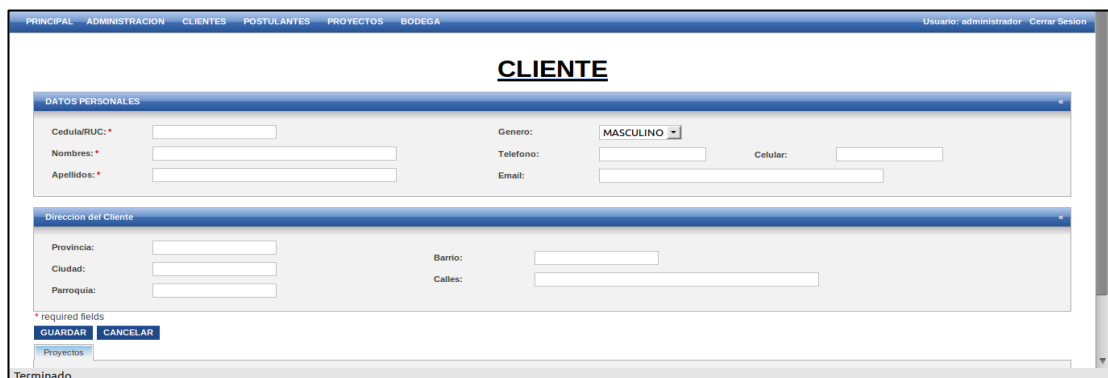 PRINCIPAL ADMINISTRACION CLIENTES POSTULANTES PROYECTOS BODEGA Usuario: administrador Cerrar Sesion
CLIENTE
DATOS PERSONALES «
Cedula/RUC: * Genero: MASCULINO
Nombres: * Telefono: Celular:
Apellidos: * Email:
Direccion del Cliente «
Provincia:
Barrio:
Ciudad:
Calles:
Parroquia:
* required fields
GUARDAR CANCELAR
Proyectos
Terminado